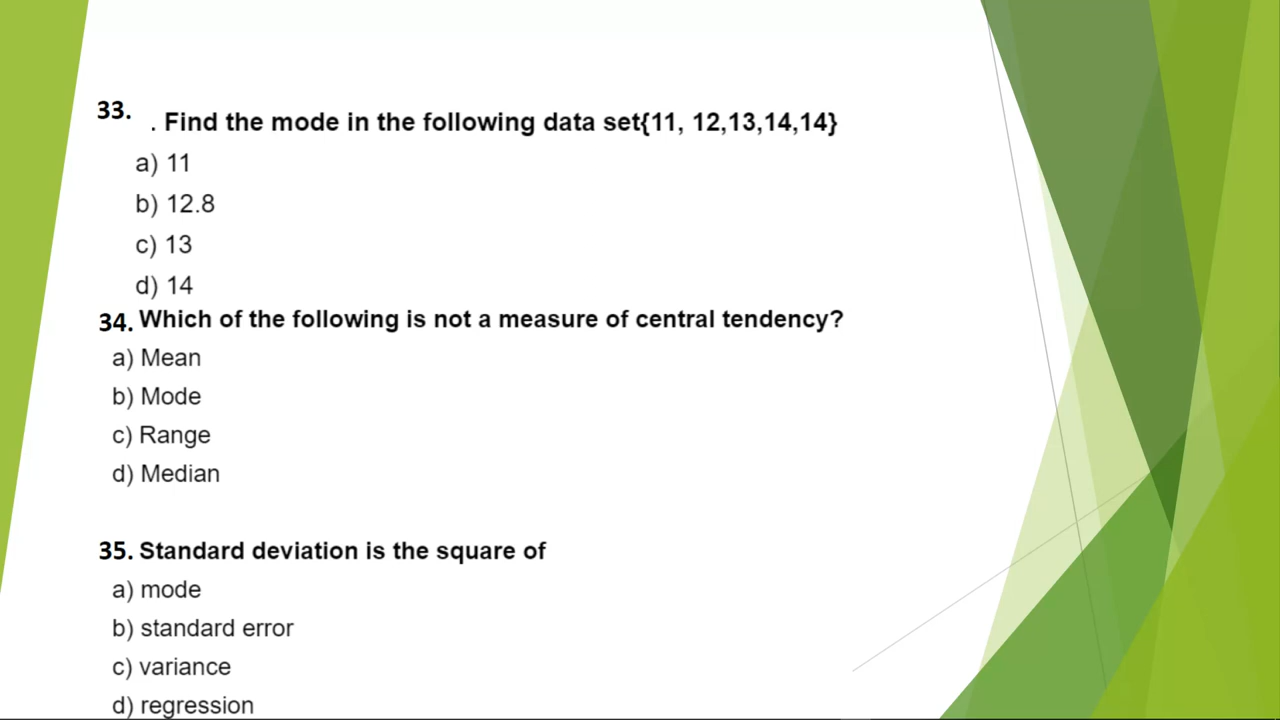 33. . Find the mode in the following data set{11, 12,13,14,14}
a) 11
b) 12.8
c) 13
d) 14
34. Which of the following is not a measure of central tendency?
a) Mean
b) Mode
c) Range
d) Median
35. Standard deviation is the square of
a) mode
b) standard error
c) variance
d) regression